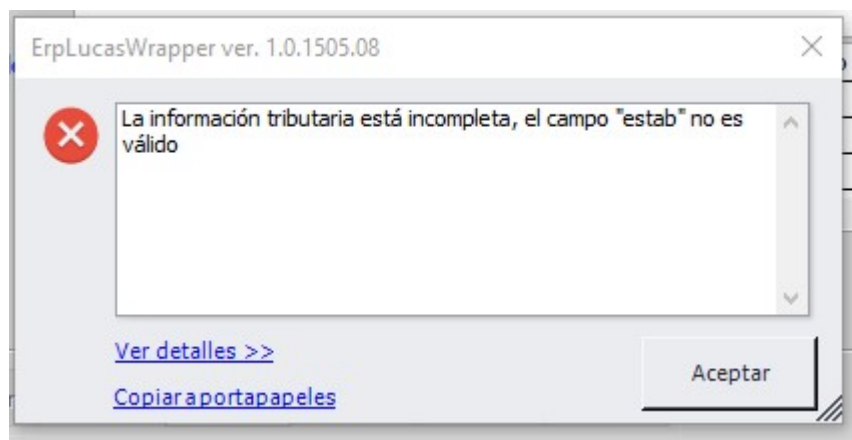 ErpLucasWrapper ver. 1.0.1505.08
La información tributaria está incompleta, el campo "estab" no es
válido
Ver detalles >>
Copiar a portapapeles
Aceptar